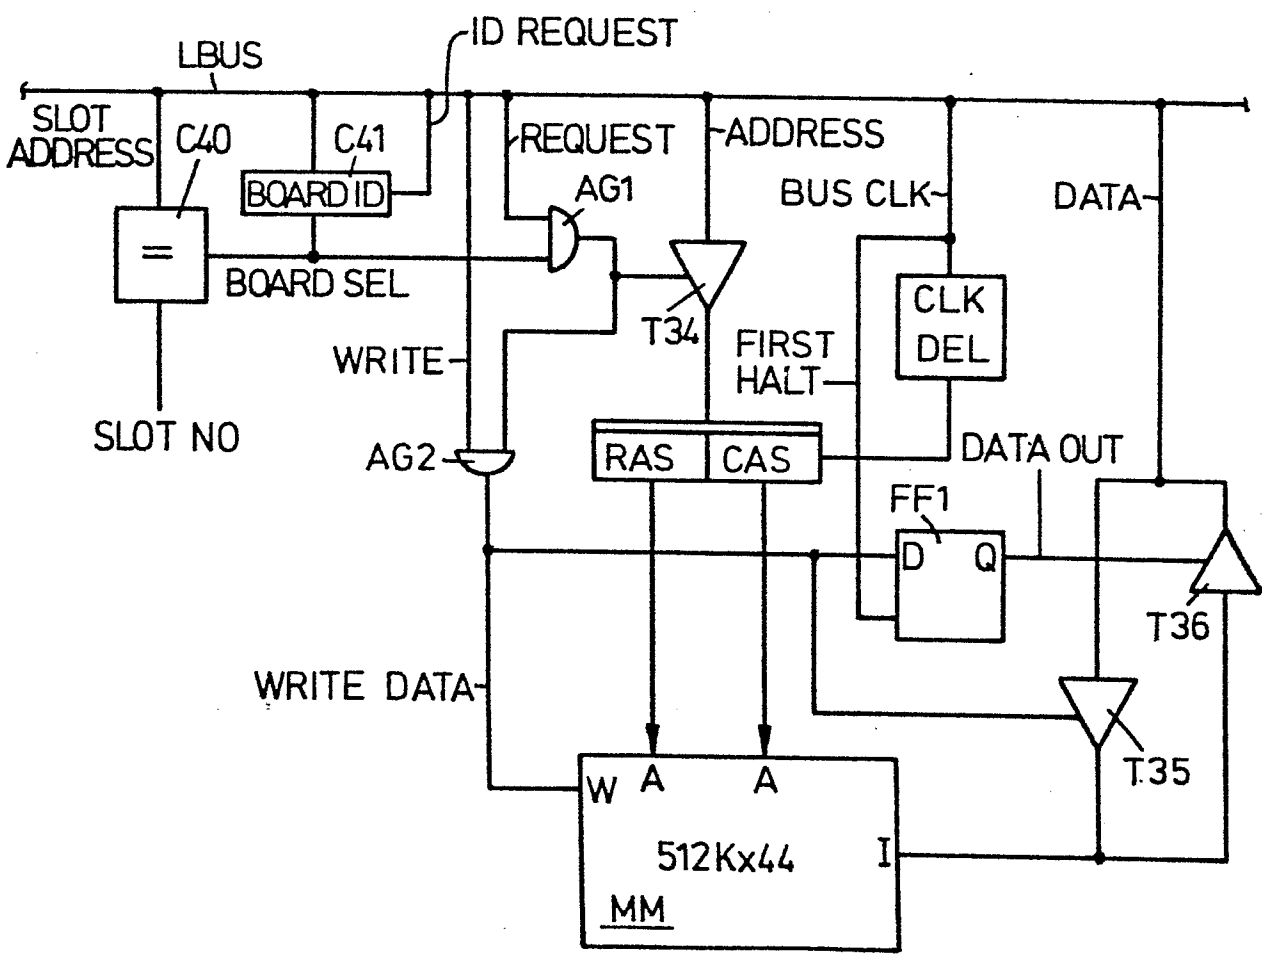 ID REQUEST
LBUS
SLOT
ADDRESS
C40
C41
REQUEST
ADDRESS
BOARD ID
AG1
BUS CLK
DATA
=
BOARD SEL
CLK
DEL
T34
WRITE
FIRST
HALT
SLOT NO
AG2
RAS
CAS
DATA OUT
FF1
D
Q
T36
WRITE DATA
T35
W
A
A
512Kx44
I
MM